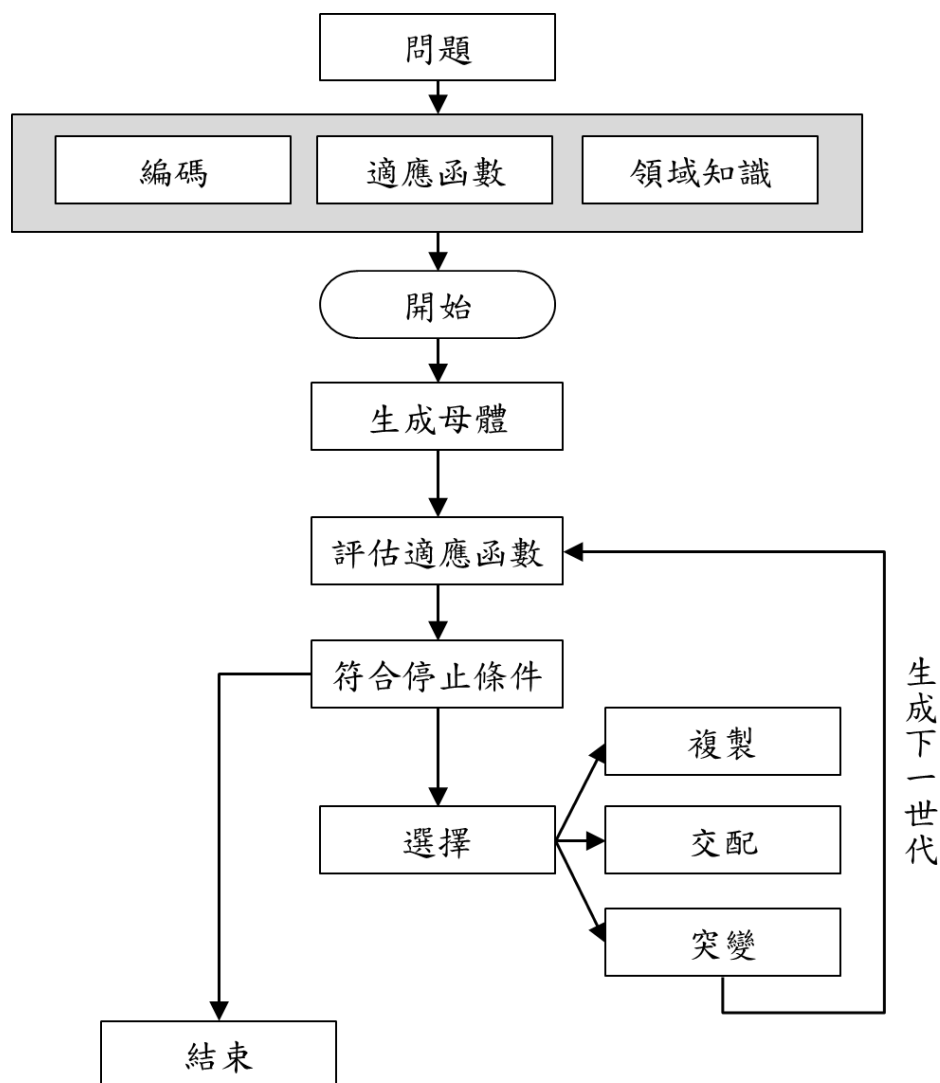 問題
編碼
適應函數
領域知識
開始
生成母體
評估適應函數
符合停止條件
選擇
複製
交配
突變
生成下一世代
結束